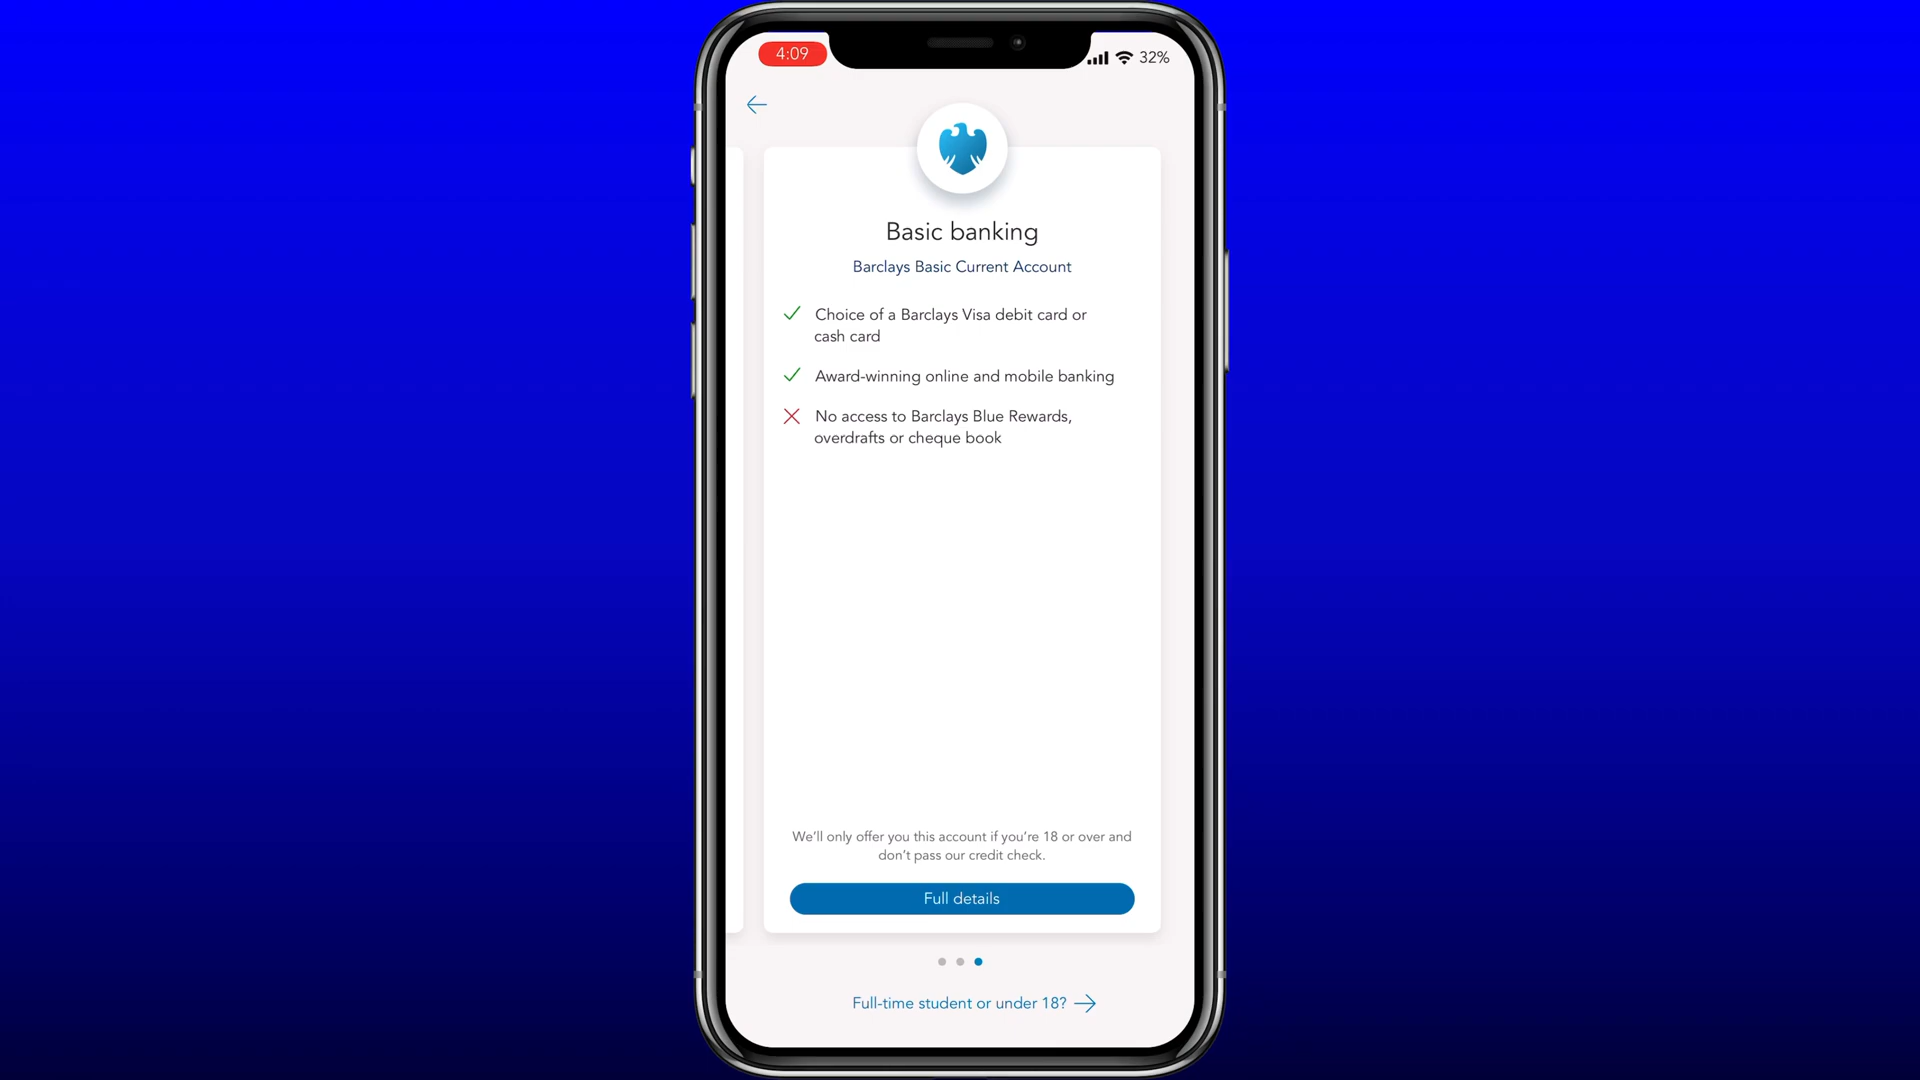 4:09
32%
Basic banking
Barclays Basic Current Account
Choice of a Barclays Visa debit card or
cash card
Award-winning online and mobile banking
No access to Barclays Blue Rewards,
overdrafts or cheque book
We'll only offer you this account if you're 18 or over and
don't pass our credit check.
Full details
Full-time student or under 18?